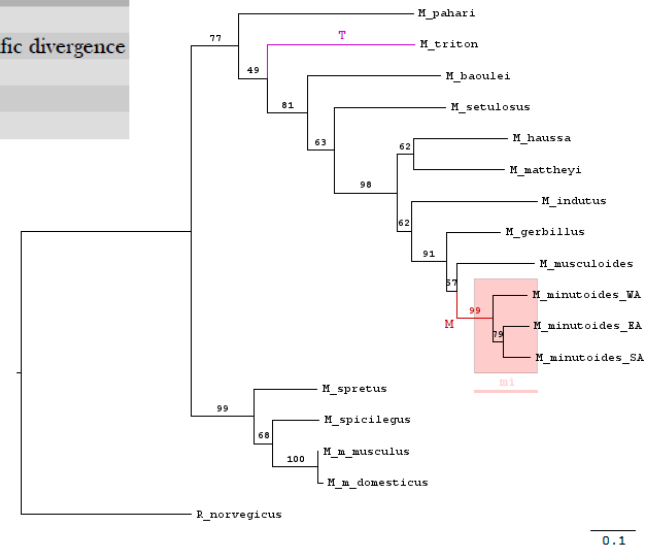 M_pahari
77
fic divergence
T
M_triton
49
M_baoulei
81
M_setulosus
63
M_haussa
62
M_mattheyi
98
M_indutus
62
M_gerbillus
91
M_musculoides
57
M_minutoides_WA
99
M
M_minutoides_EA
79
M_minutoides_SA
mi
M_spretus
99
M_spicilegus
68
M_m_musculus
100
M_m_domesticus
R_norvegicus
0.1